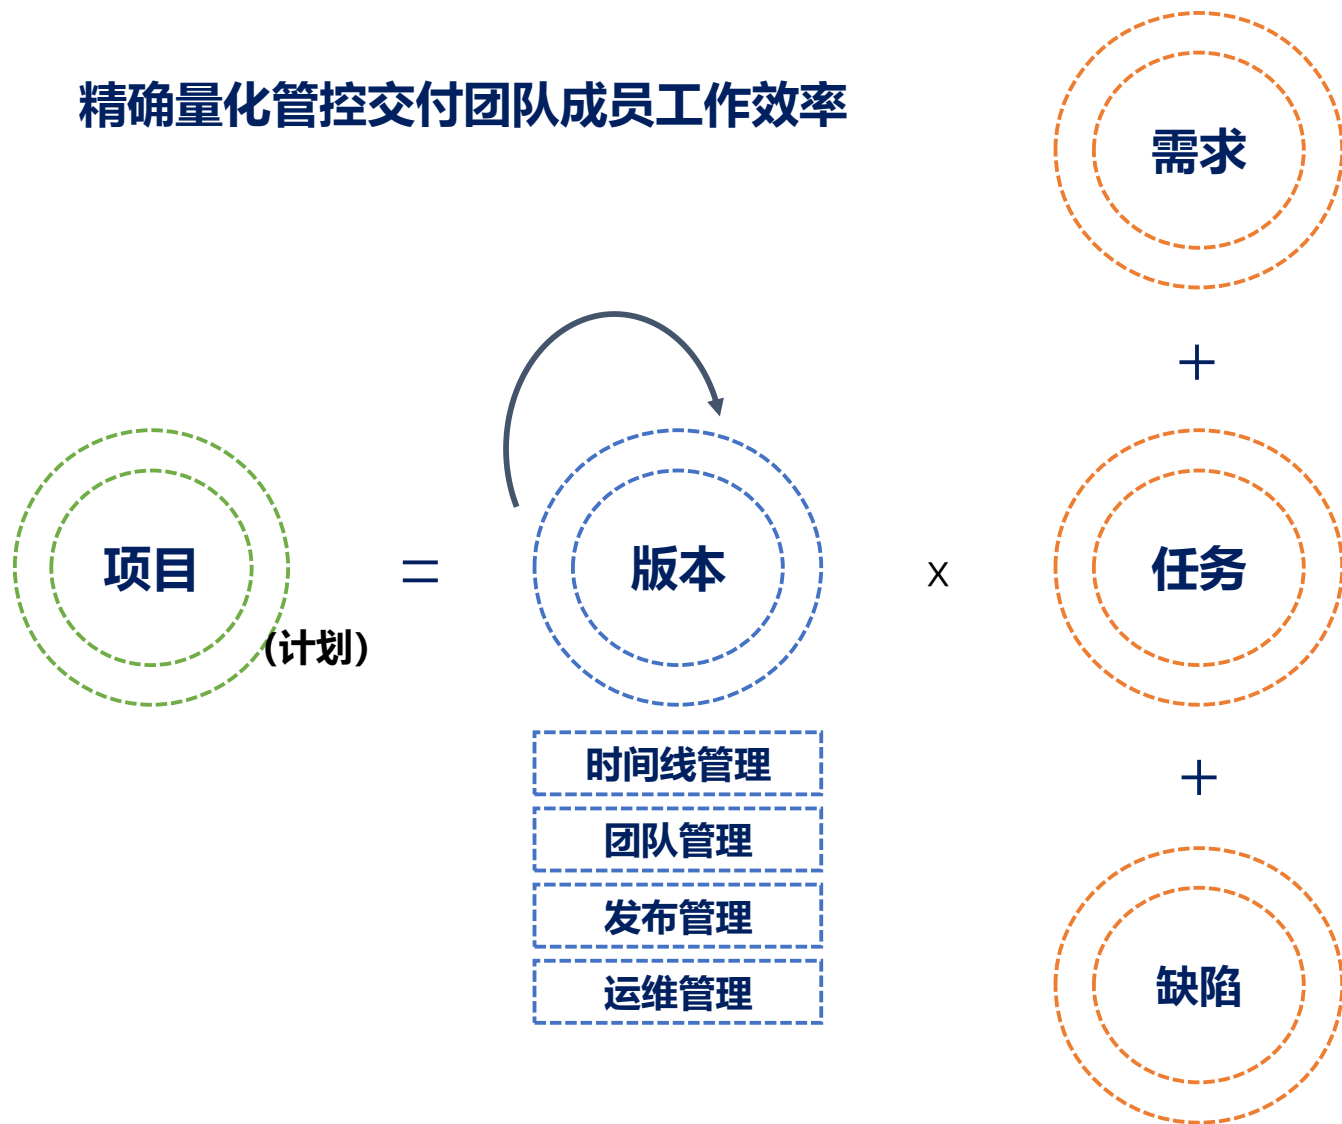 精确量化管控交付团队成员工作效率
需求
+
项目
(计划)
=
版本
x
任务
时间线管理
团队管理
发布管理
运维管理
+
缺陷